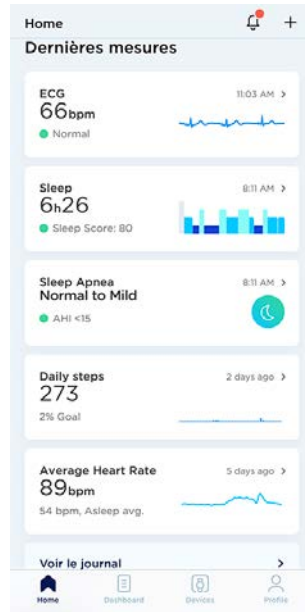 Home
Dernières mesures
ECG
11:03 AM
66bpm
Normal
Sleep
8:11 AM
6h26
Sleep Score: 80
Sleep Apnea
8:11 AM
Normal to Mild
AHI <15
Daily steps
2 days ago
273
2% Goal
Average Heart Rate
5 days ago
89bpm
54 bpm, Asleep avg.
Voir le journal
Home
Dashboard
Devices
Profile